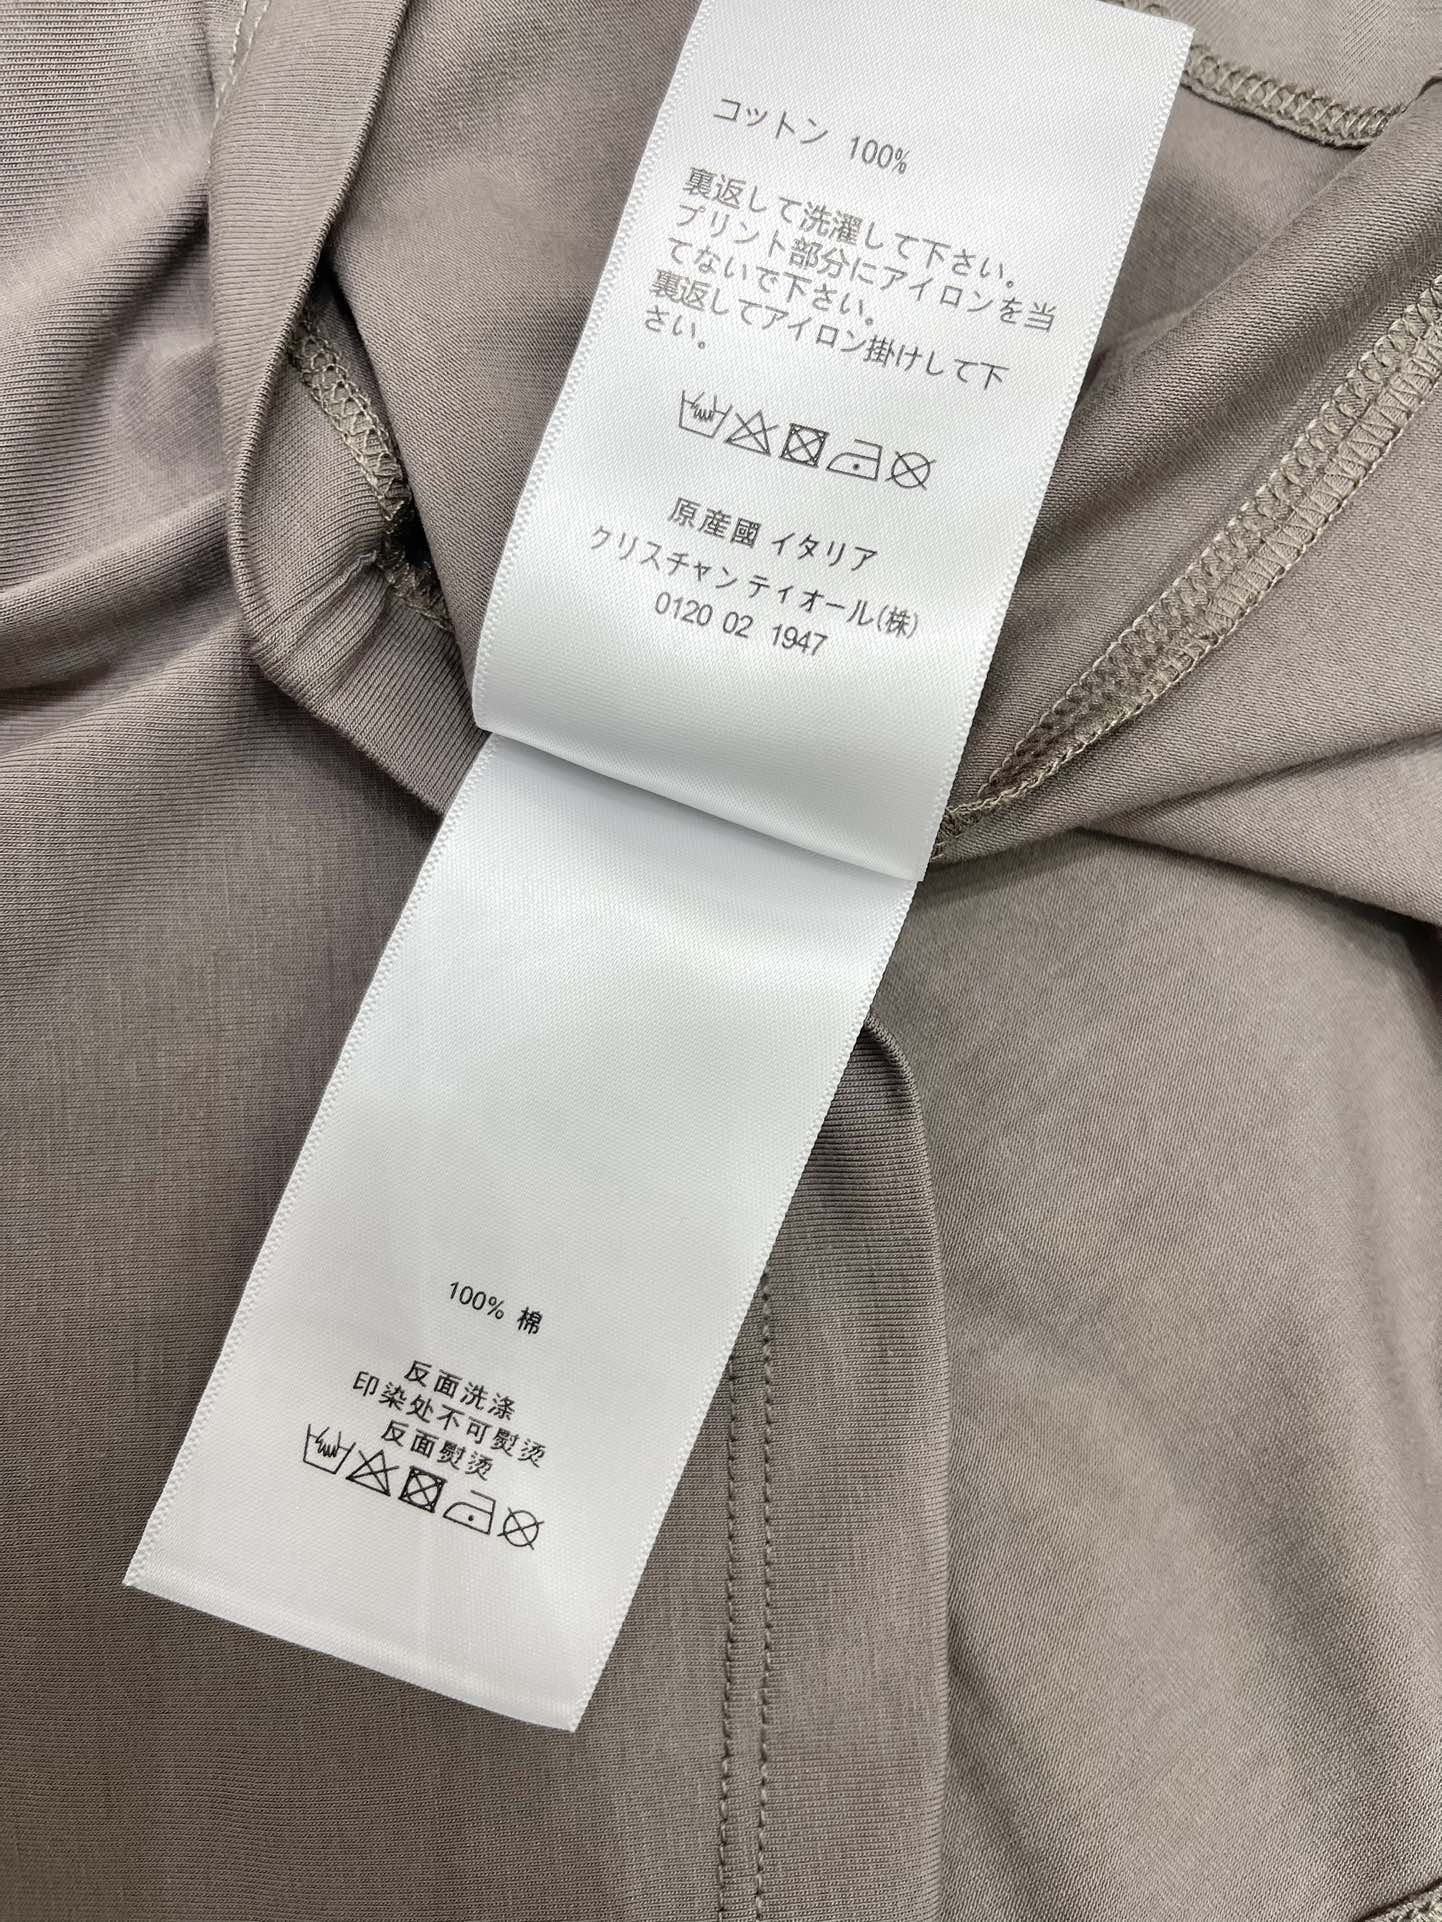 コットン 100%
裏返して洗濯して下さい。
プリント部分にアイロンを当
てないで下さい。
裏返してアイロン掛けして下
さい。
原産國 イタリア
クリスチャン ティオール(株)
0120 02 1947
100% 棉
反面洗涤
印染处不可熨烫
反面熨烫